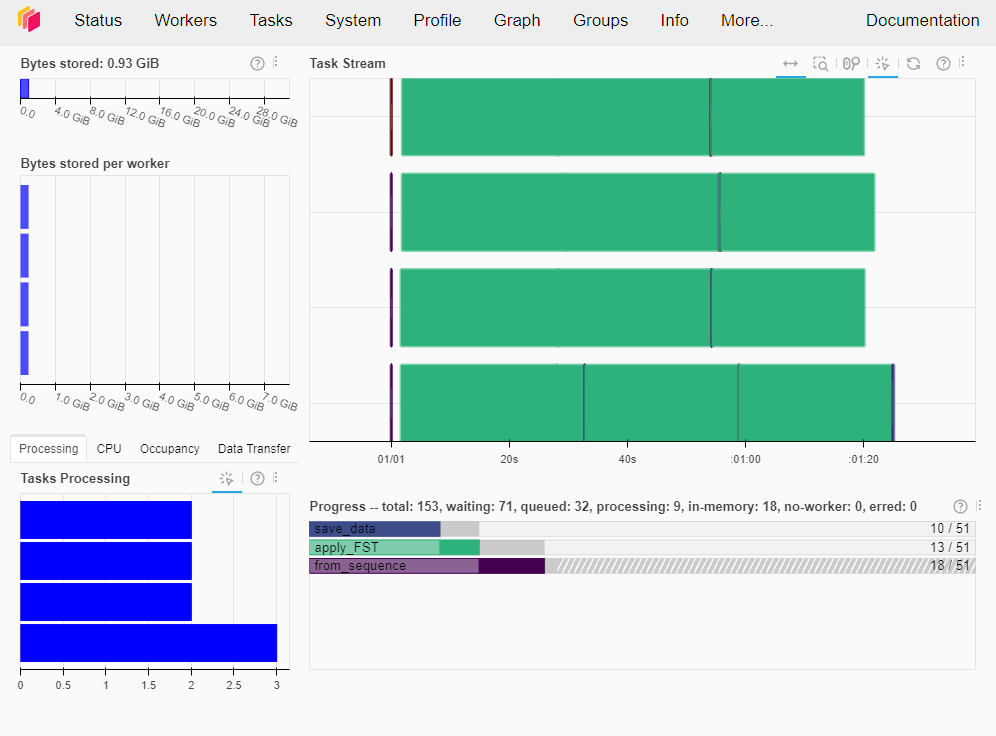 Status Workers Tasks System Profile Graph Groups Info More... Documentation
Bytes stored: 0.93 GiB
0.0 4.0 GiB 8.0 GiB 12.0 GiB 16.0 GiB 20.0 GiB 24.0 GiB 28.0 GiB
Bytes stored per worker
0.0 1.0 GiB 2.0 GiB 3.0 GiB 4.0 GiB 5.0 GiB 6.0 GiB 7.0 GiB
Processing CPU Occupancy Data Transfer
Tasks Processing
0 0.5 1 1.5 2 2.5 3
Task Stream
01/01 20s 40s :01:00 :01:20
Progress -- total: 153, waiting: 71, queued: 32, processing: 9, in-memory: 18, no-worker: 0, erred: 0
save_data 10 / 51
apply_FST 13 / 51
from_sequence 18 / 51